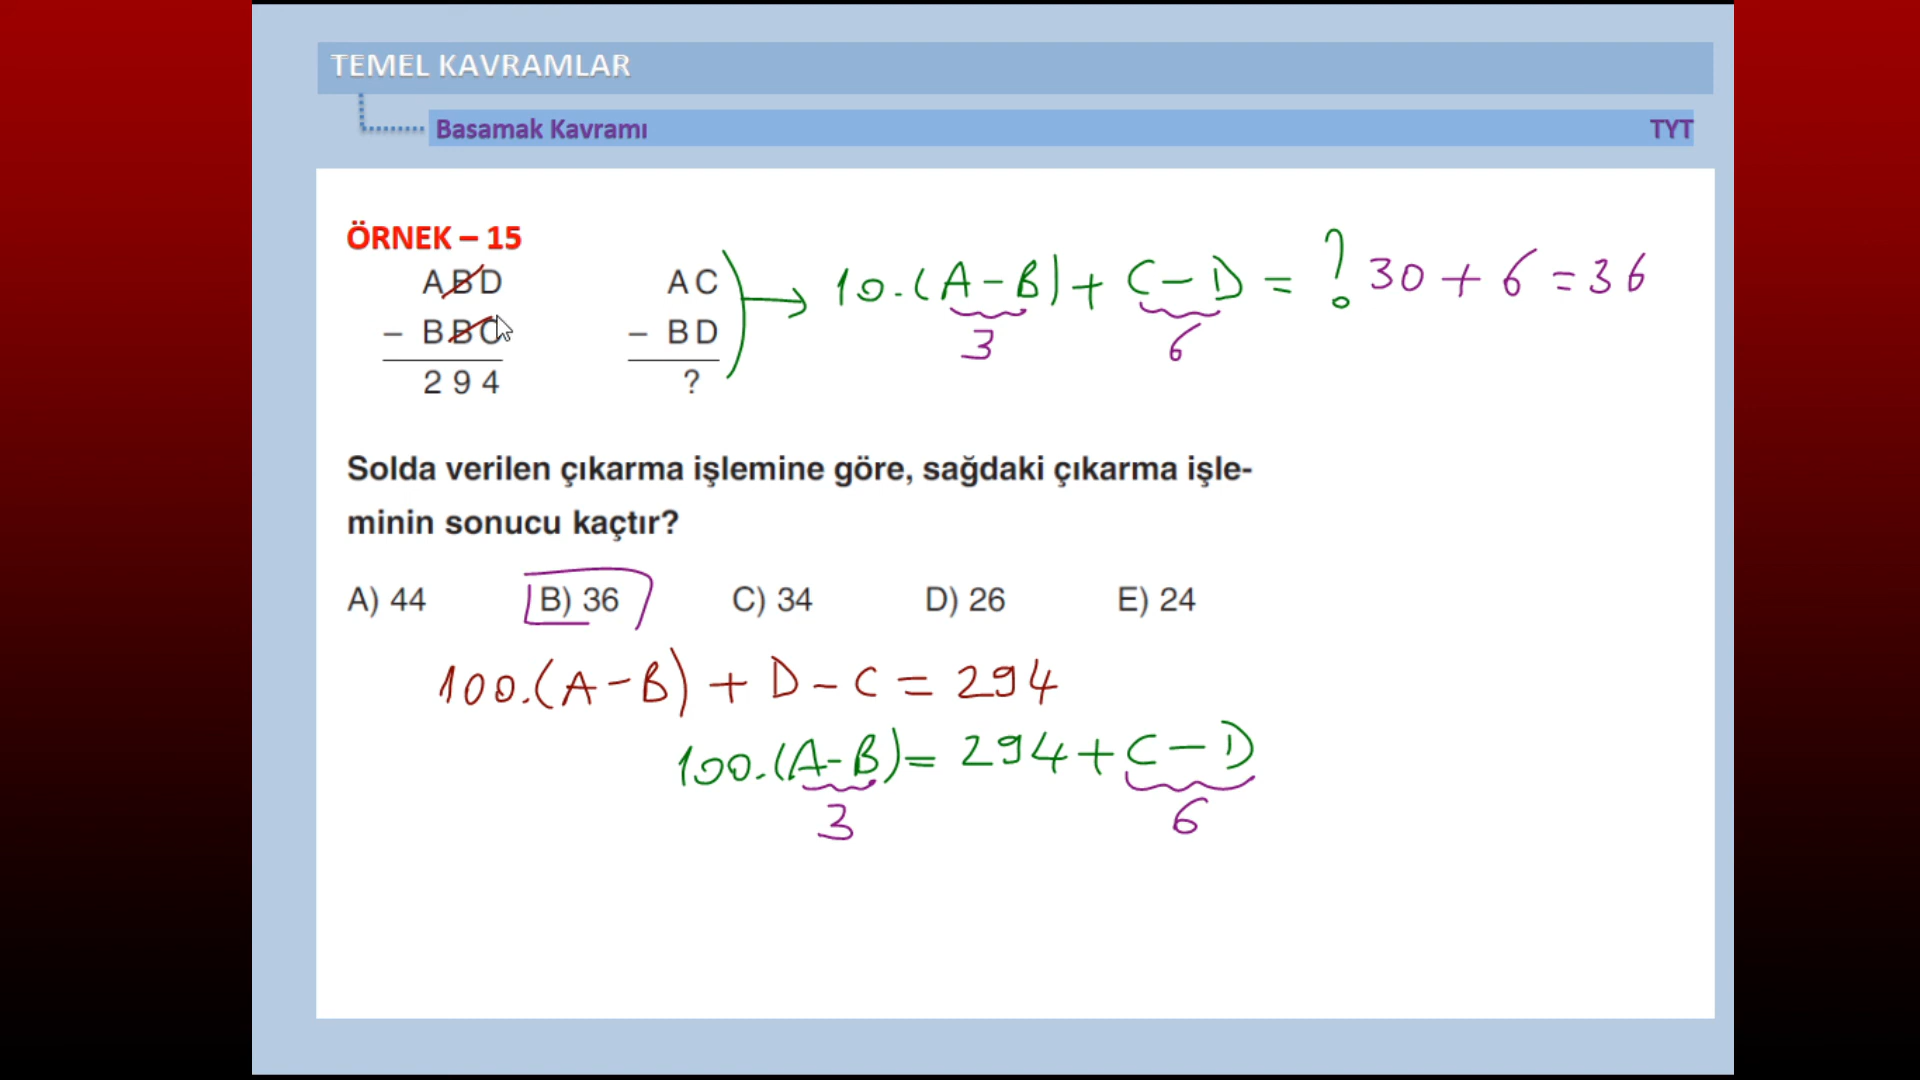 TEMEL KAVRAMLAR
Basamak Kavramı TYT
ÖRNEK – 15
ABD
– BBC
294
AC
– BD
?
10.(A-B)+C-D=? 30+6=36
3 6
Solda verilen çıkarma işlemine göre, sağdaki çıkarma işle-
minin sonucu kaçtır?
A) 44 B) 36 C) 34 D) 26 E) 24
100.(A-B)+D-C=294
100.(A-B)=294+C-D
3 6